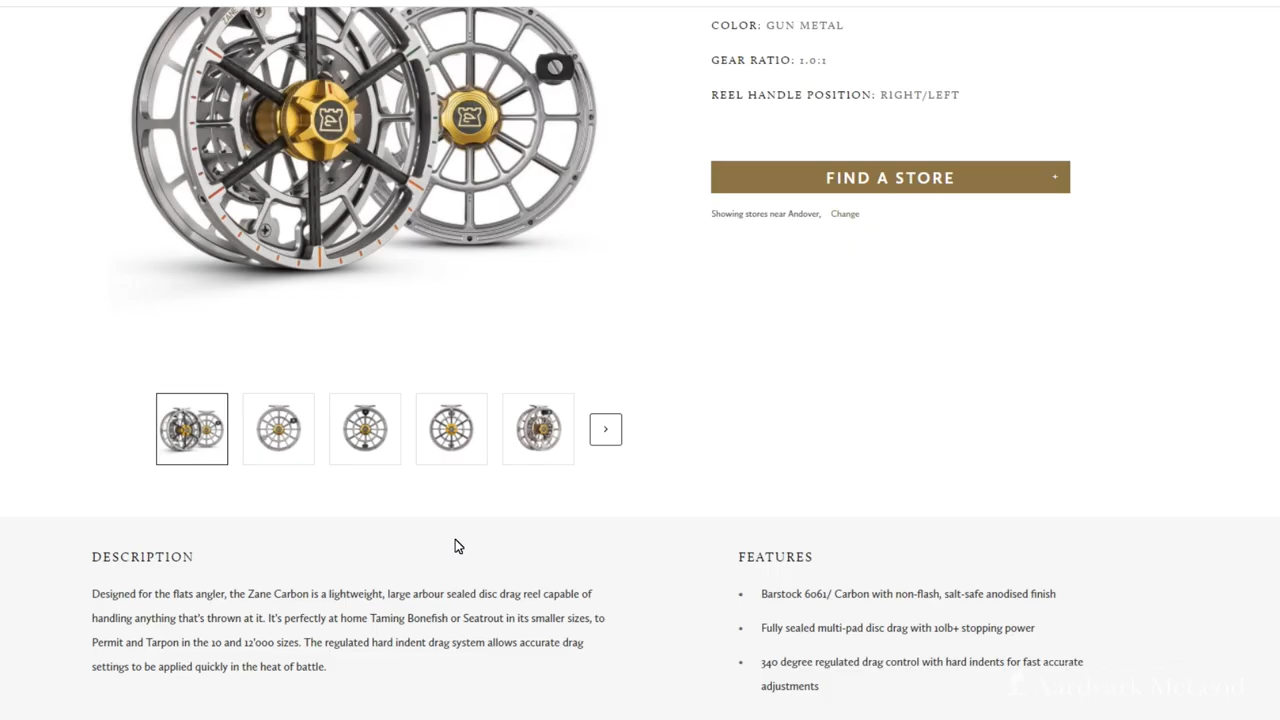 ZANE
COLOR: GUN METAL
GEAR RATIO: 1.0:1
REEL HANDLE POSITION: RIGHT/LEFT
FIND A STORE +
Showing stores near Andover, Change
DESCRIPTION
Designed for the flats angler, the Zane Carbon is a lightweight, large arbour sealed disc drag reel capable of
handling anything that's thrown at it. It's perfectly at home Taming Bonefish or Seatrout in its smaller sizes, to
Permit and Tarpon in the 10 and 12'000 sizes. The regulated hard indent drag system allows accurate drag
settings to be applied quickly in the heat of battle.
FEATURES
• Barstock 6061/ Carbon with non-flash, salt-safe anodised finish
• Fully sealed multi-pad disc drag with 10lb+ stopping power
• 340 degree regulated drag control with hard indents for fast accurate
adjustments
Aardvark McLeod